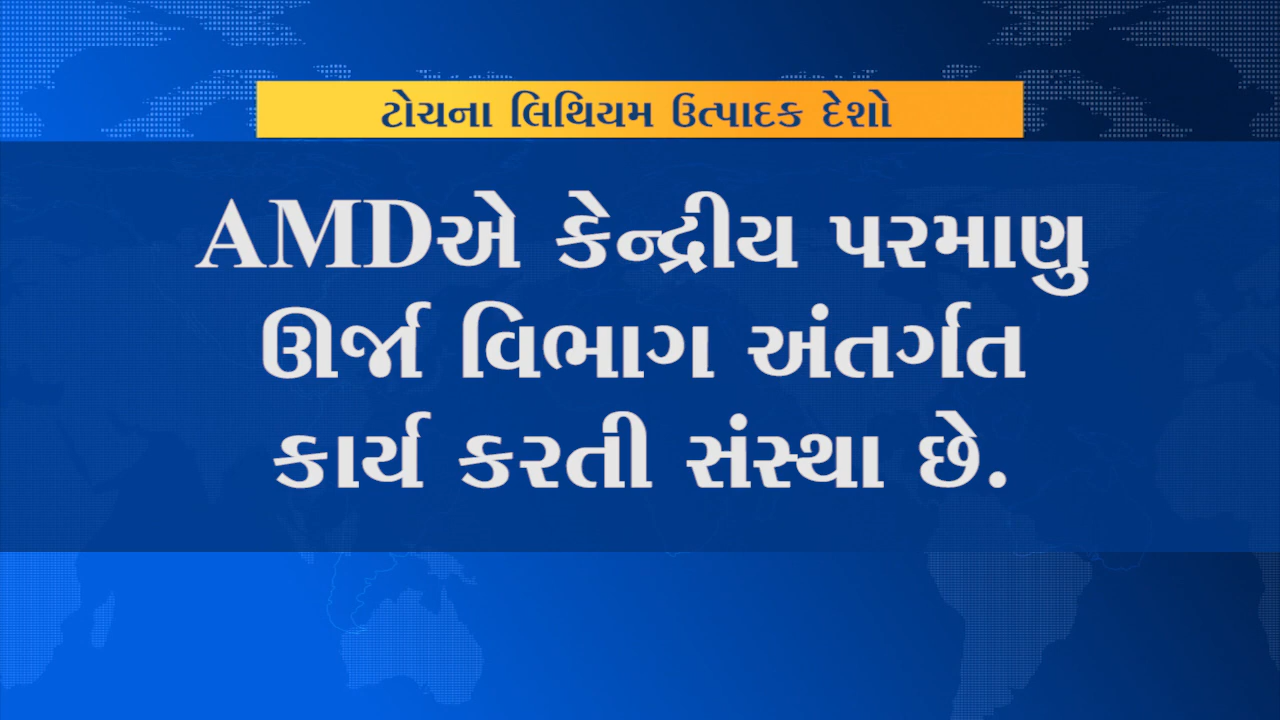 ટોચના લિથિયમ ઉત્પાદક દેશો
AMDએ કેન્દ્રીય પરમાણુ
ઊર્જા વિભાગ અંતર્ગત
કાર્ય કરતી સંસ્થા છે.